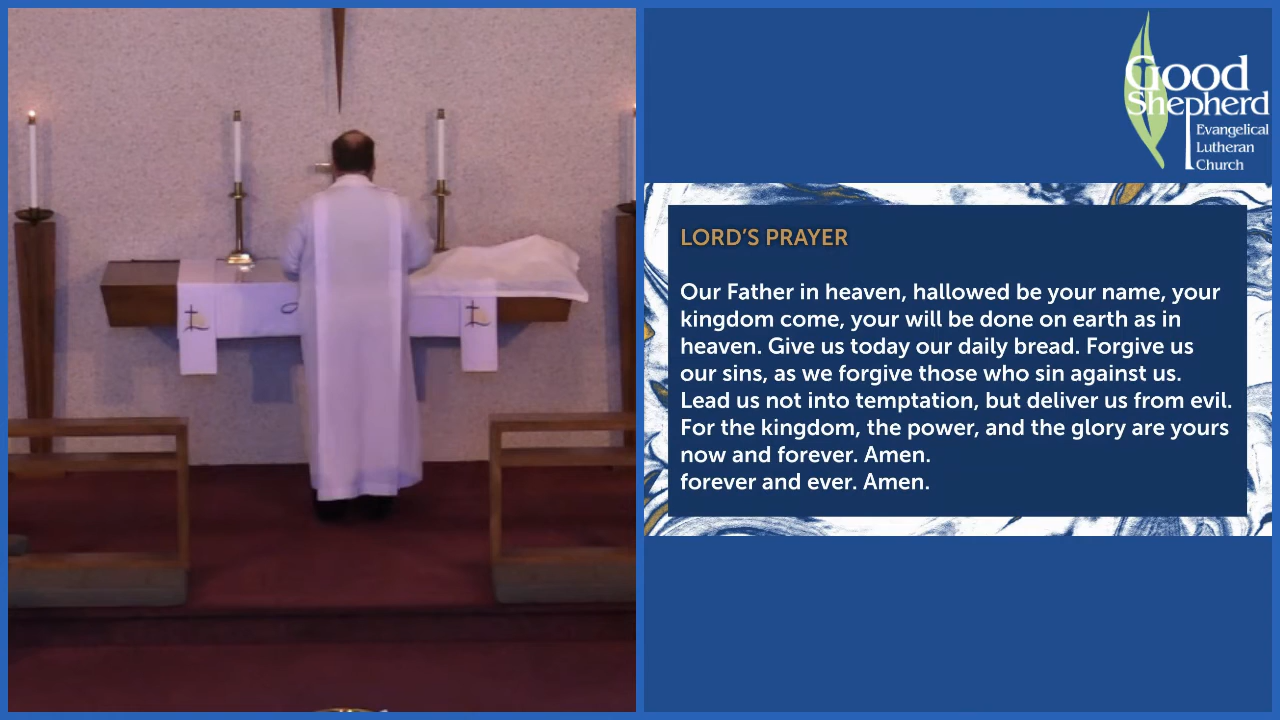 Good
Shepherd
Evangelical
Lutheran
Church
LORD'S PRAYER
Our Father in heaven, hallowed be your name, your
kingdom come, your will be done on earth as in
heaven. Give us today our daily bread. Forgive us
our sins, as we forgive those who sin against us.
Lead us not into temptation, but deliver us from evil.
For the kingdom, the power, and the glory are yours
now and forever. Amen.
forever and ever. Amen.